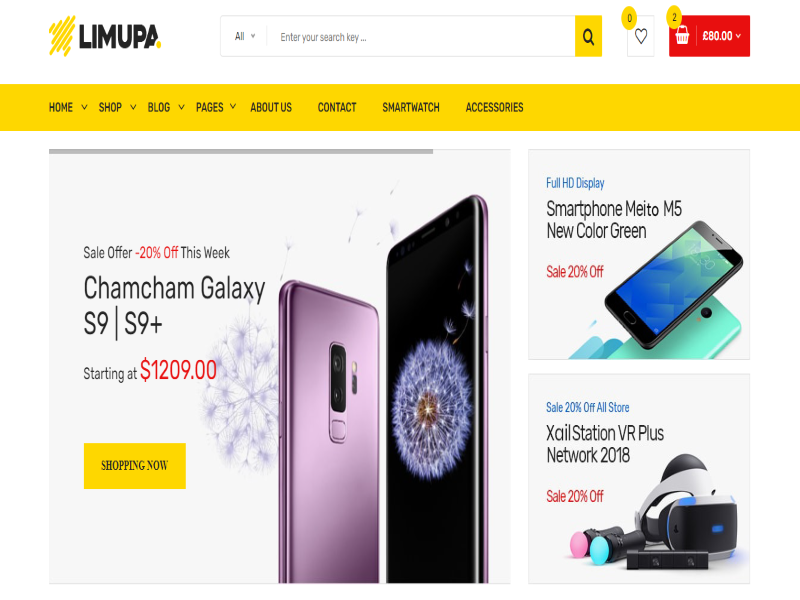 LIMUPA.
All
Enter your search key ...
0
2
£80.00
HOME SHOP BLOG PAGES ABOUT US CONTACT SMARTWATCH ACCESSORIES
Sale Offer -20% Off This Week
Chamcham Galaxy
S9 | S9+
Starting at $1209.00
SHOPPING NOW
Full HD Display
Smartphone Meito M5
New Color Green
Sale 20% Off
Sale 20% Off All Store
Xcail Station VR Plus
Network 2018
Sale 20% Off